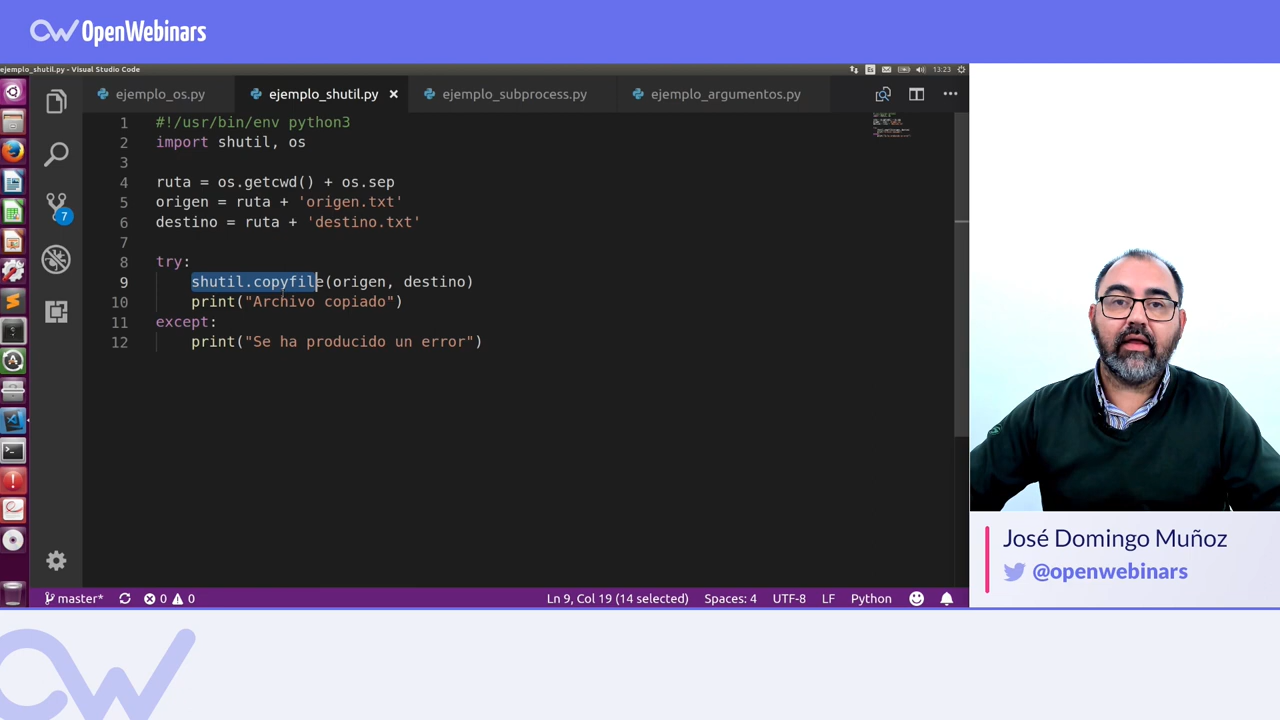 OpenWebinars
ejemplo_shutil.py - Visual Studio Code
Es
13:23
ejemplo_os.py
ejemplo_shutil.py
ejemplo_subprocess.py
ejemplo_argumentos.py
1 #!/usr/bin/env python3
2 import shutil, os
3
4 ruta = os.getcwd() + os.sep
5 origen = ruta + 'origen.txt'
6 destino = ruta + 'destino.txt'
7
8 try:
9 shutil.copyfile(origen, destino)
10 print("Archivo copiado")
11 except:
12 print("Se ha producido un error")
7
master*
0 0
Ln 9, Col 19 (14 selected)
Spaces: 4
UTF-8
LF
Python
José Domingo Muñoz
@openwebinars